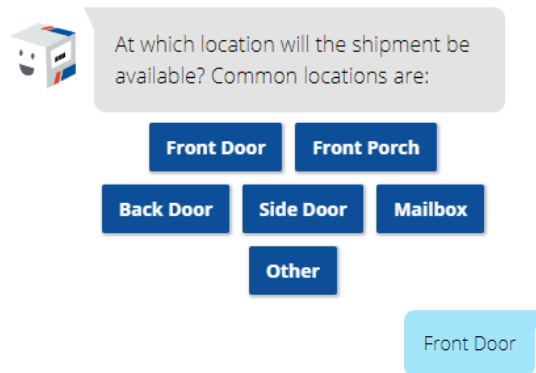 At which location will the shipment be
available? Common locations are:
Front Door Front Porch
Back Door Side Door Mailbox
Other
Front Door